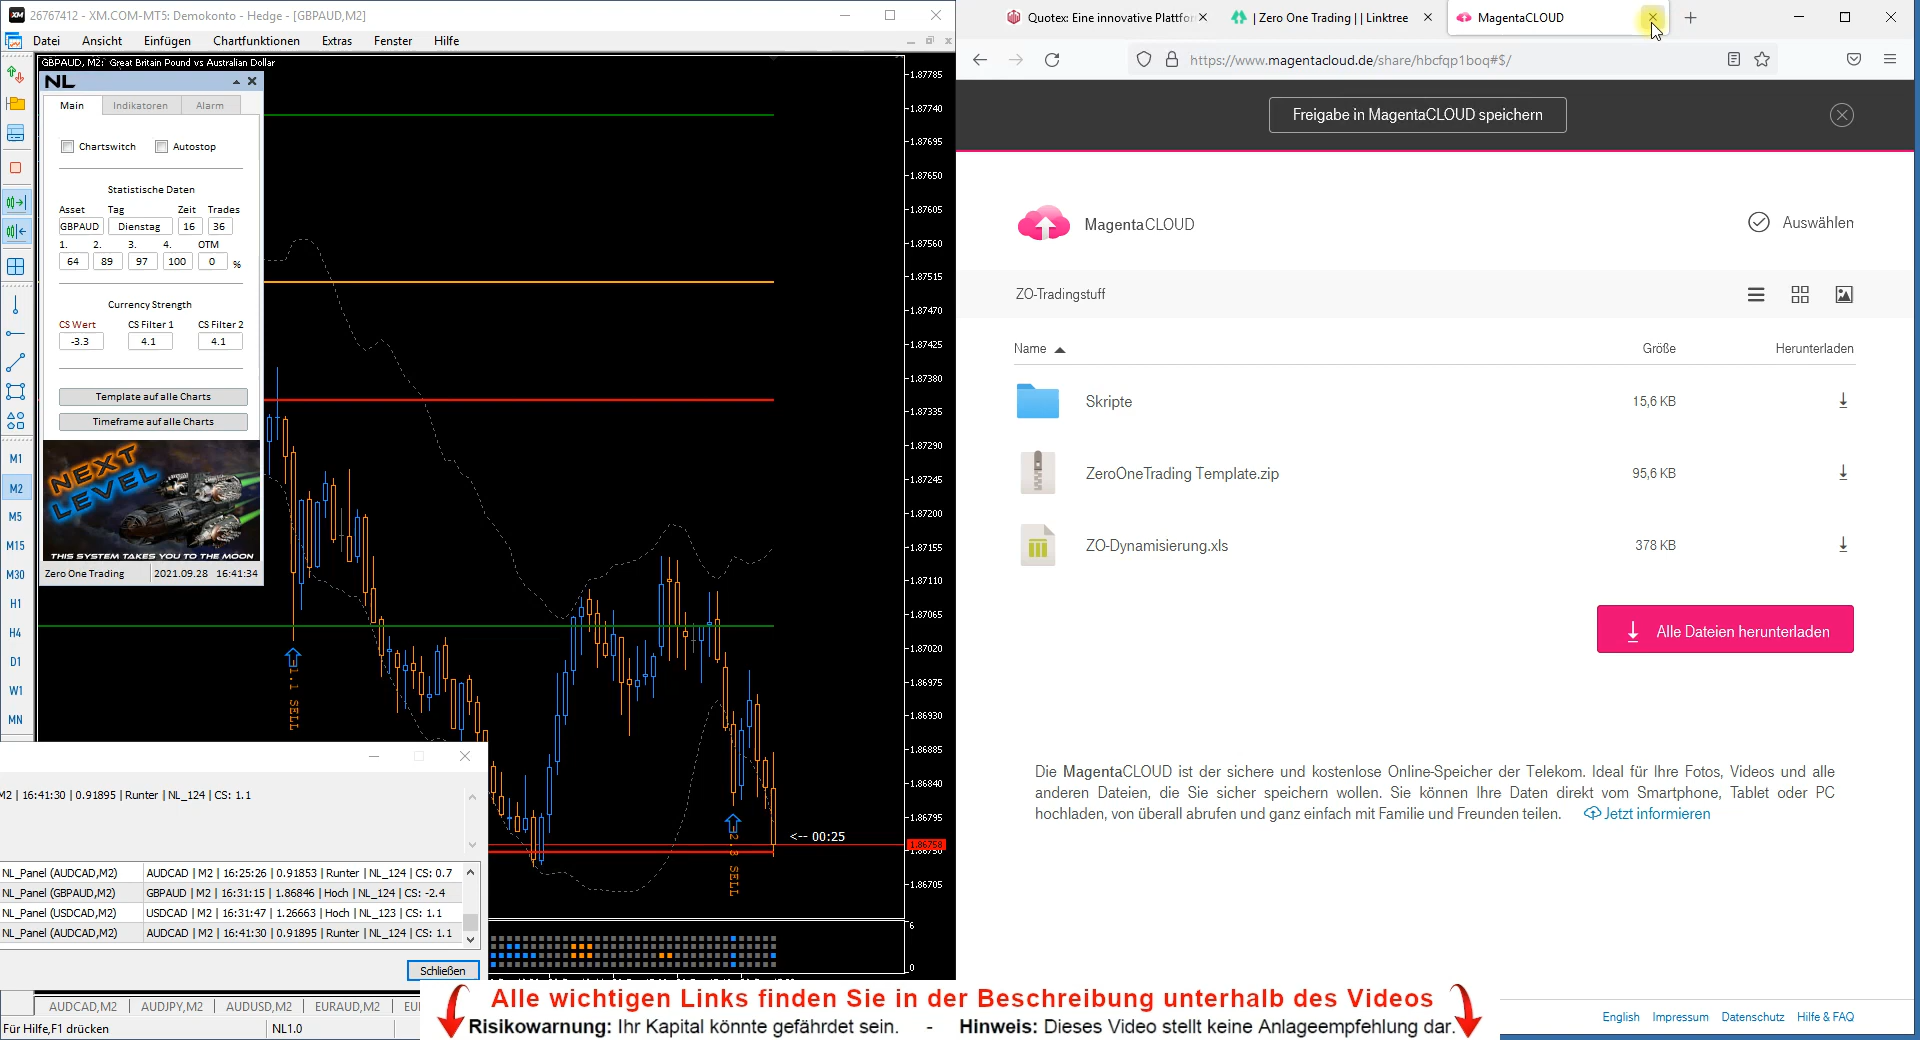 26767412 - XM.COM-MT5: Demokonto - Hedge - [GBPAUD,M2]
Datei Ansicht Einfügen Chartfunktionen Extras Fenster Hilfe
GBPAUD, M2: Great Britain Pound vs Australian Dollar
NL
Main Indikatoren Alarm
Chartswitch Autostop
Statistische Daten
Asset Tag Zeit Trades
GBPAUD Dienstag 16 36
1. 2. 3. 4. OTM
64 89 97 100 0 %
Currency Strength
CS Wert CS Filter 1 CS Filter 2
-3.3 4.1 4.1
Template auf alle Charts
Timeframe auf alle Charts
NEXT LEVEL
THIS SYSTEM TAKES YOU TO THE MOON
Zero One Trading 2021.09.28 16:41:34
M1
M2
M5
M15
M30
H1
H4
D1
W1
MN
1.87785
1.87740
1.87695
1.87650
1.87605
1.87560
1.87515
1.87470
1.87425
1.87380
1.87335
1.87290
1.87245
1.87200
1.87155
1.87110
1.87065
1.87020
1.86975
1.86930
1.86885
1.86840
1.86795
1.86758
1.86750
1.86705
6
0
1.1 SELL
2.3 SELL
<-- 00:25
M2 | 16:41:30 | 0.91895 | Runter | NL_124 | CS: 1.1
NL_Panel (AUDCAD,M2) AUDCAD | M2 | 16:25:26 | 0.91853 | Runter | NL_124 | CS: 0.7
NL_Panel (GBPAUD,M2) GBPAUD | M2 | 16:31:15 | 1.86846 | Hoch | NL_124 | CS: -2.4
NL_Panel (USDCAD,M2) USDCAD | M2 | 16:31:47 | 1.26663 | Hoch | NL_123 | CS: 1.1
NL_Panel (AUDCAD,M2) AUDCAD | M2 | 16:41:30 | 0.91895 | Runter | NL_124 | CS: 1.1
Schließen
AUDCAD,M2 AUDJPY,M2 AUDUSD,M2 EURAUD,M2
Für Hilfe,F1 drücken NL1.0
Quotex: Eine innovative Plattfor
| Zero One Trading | | Linktree
MagentaCLOUD
https://www.magentacloud.de/share/hbcfqp1boq#$/
Freigabe in MagentaCLOUD speichern
MagentaCLOUD
Auswählen
ZO-Tradingstuff
Name Größe Herunterladen
Skripte 15,6 KB
ZeroOneTrading Template.zip 95,6 KB
ZO-Dynamisierung.xls 378 KB
Alle Dateien herunterladen
Die MagentaCLOUD ist der sichere und kostenlose Online-Speicher der Telekom. Ideal für Ihre Fotos, Videos und alle
anderen Dateien, die Sie sicher speichern wollen. Sie können Ihre Daten direkt vom Smartphone, Tablet oder PC
hochladen, von überall abrufen und ganz einfach mit Familie und Freunden teilen. Jetzt informieren
English Impressum Datenschutz Hilfe & FAQ
Alle wichtigen Links finden Sie in der Beschreibung unterhalb des Videos
Risikowarnung: Ihr Kapital könnte gefährdet sein. - Hinweis: Dieses Video stellt keine Anlageempfehlung dar.